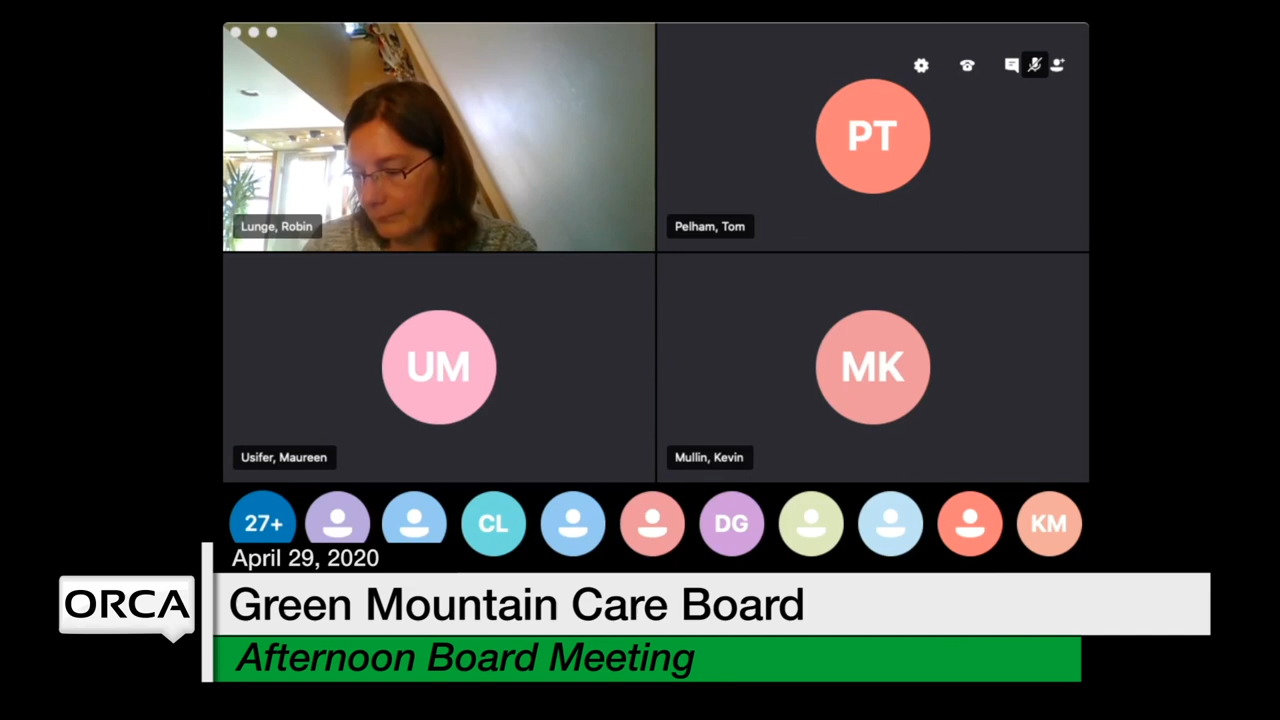 PT
Lunge, Robin
Pelham, Tom
UM
MK
Usifer, Maureen
Mullin, Kevin
27+
CL
DG
KM
April 29, 2020
ORCA
Green Mountain Care Board
Afternoon Board Meeting